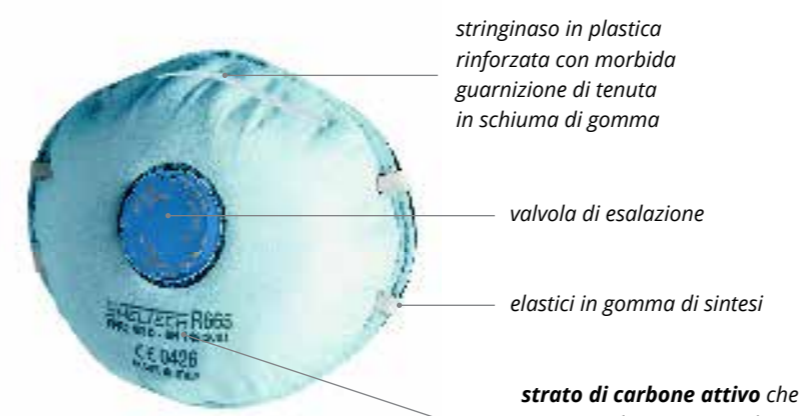 stringinaso in plastica
rinforzata con morbida
guarnizione di tenuta
in schiuma di gomma
valvola di esalazione
elastici in gomma di sintesi
R665
CE 0426
strato di carbone attivo che